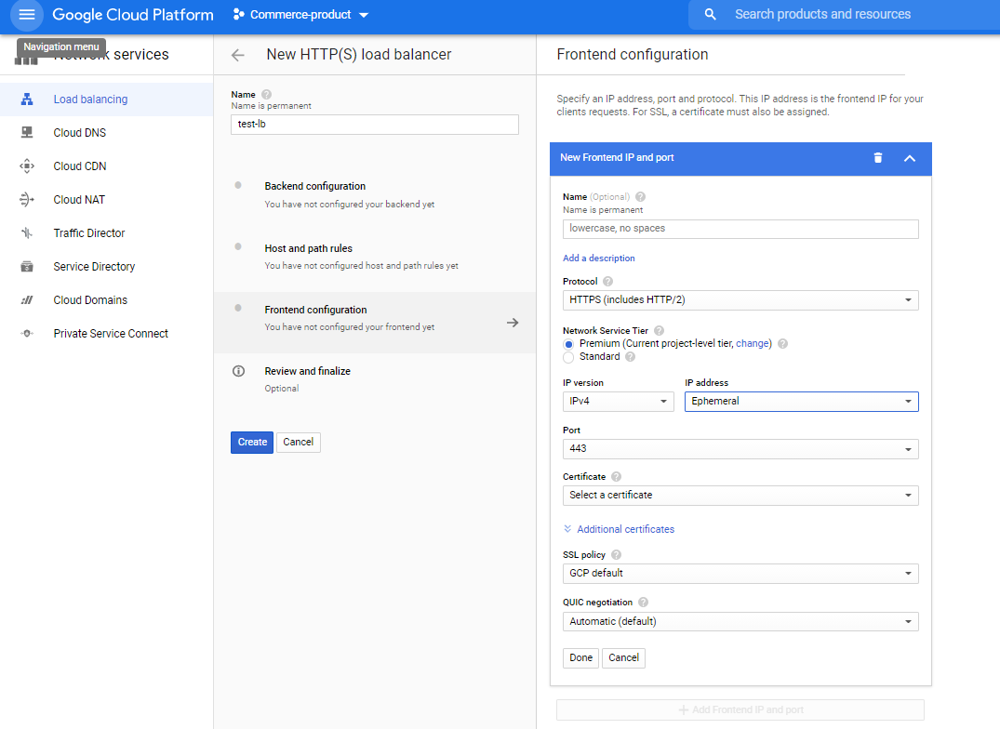 Google Cloud Platform
Commerce-product
Search products and resources
Navigation menu
Network services
Load balancing
Cloud DNS
Cloud CDN
Cloud NAT
Traffic Director
Service Directory
Cloud Domains
Private Service Connect
New HTTP(S) load balancer
Name
Name is permanent
test-lb
Backend configuration
You have not configured your backend yet
Host and path rules
You have not configured host and path rules yet
Frontend configuration
You have not configured your frontend yet
Review and finalize
Optional
Create Cancel
Frontend configuration
Specify an IP address, port and protocol. This IP address is the frontend IP for your
clients requests. For SSL, a certificate must also be assigned.
New Frontend IP and port
Name (Optional)
Name is permanent
lowercase, no spaces
Add a description
Protocol
HTTPS (includes HTTP/2)
Network Service Tier
Premium (Current project-level tier, change)
Standard
IP version IP address
IPv4 Ephemeral
Port
443
Certificate
Select a certificate
Additional certificates
SSL policy
GCP default
QUIC negotiation
Automatic (default)
Done Cancel
Add Frontend IP and port